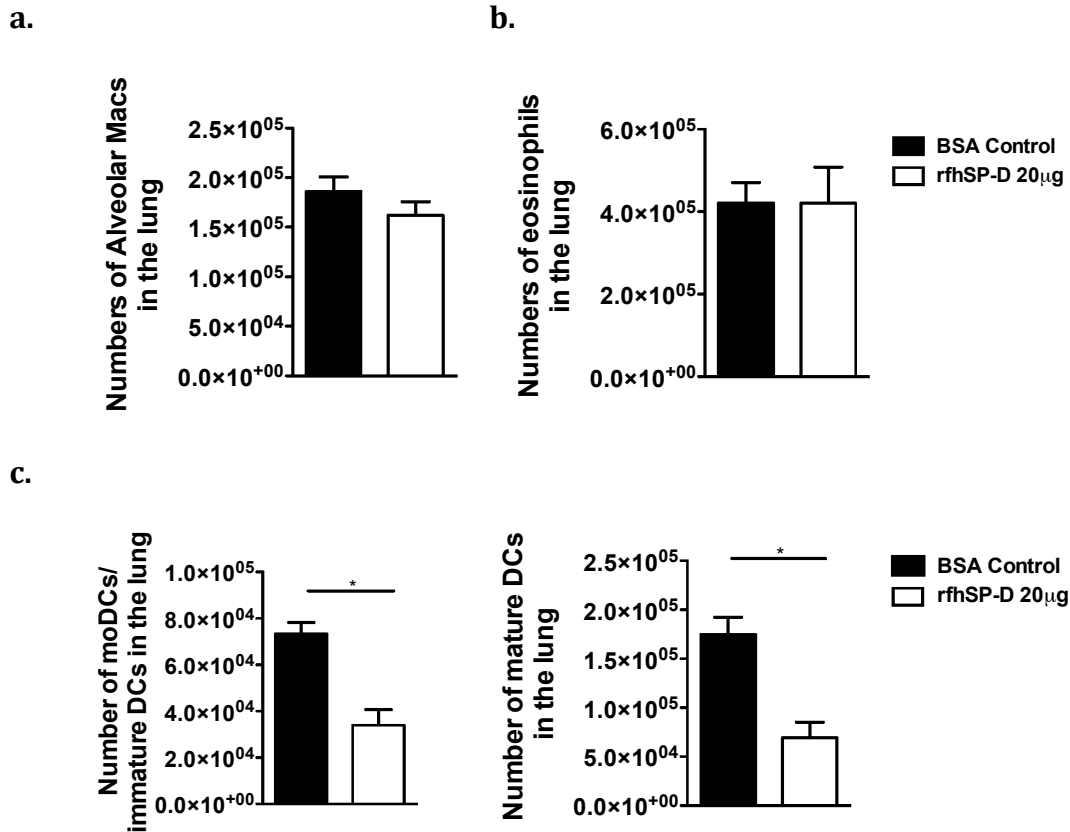 a.
Numbers of Alveolar Macs
in the lung
2.5×10⁰⁵
2.0×10⁰⁵
1.5×10⁰⁵
1.0×10⁰⁵
5.0×10⁰⁴
0.0×10⁺⁰⁰
b.
Numbers of eosinophils
in the lung
6.0×10⁰⁵
4.0×10⁰⁵
2.0×10⁰⁵
0.0×10⁺⁰⁰
BSA Control
rfhSP-D 20μg
c.
Number of moDCs/
immature DCs in the lung
1.0×10⁰⁵
8.0×10⁰⁴
6.0×10⁰⁴
4.0×10⁰⁴
2.0×10⁰⁴
0.0×10⁺⁰⁰
*
Number of mature DCs
in the lung
2.5×10⁰⁵
2.0×10⁰⁵
1.5×10⁰⁵
1.0×10⁰⁵
5.0×10⁰⁴
0.0×10⁺⁰⁰
*
BSA Control
rfhSP-D 20μg